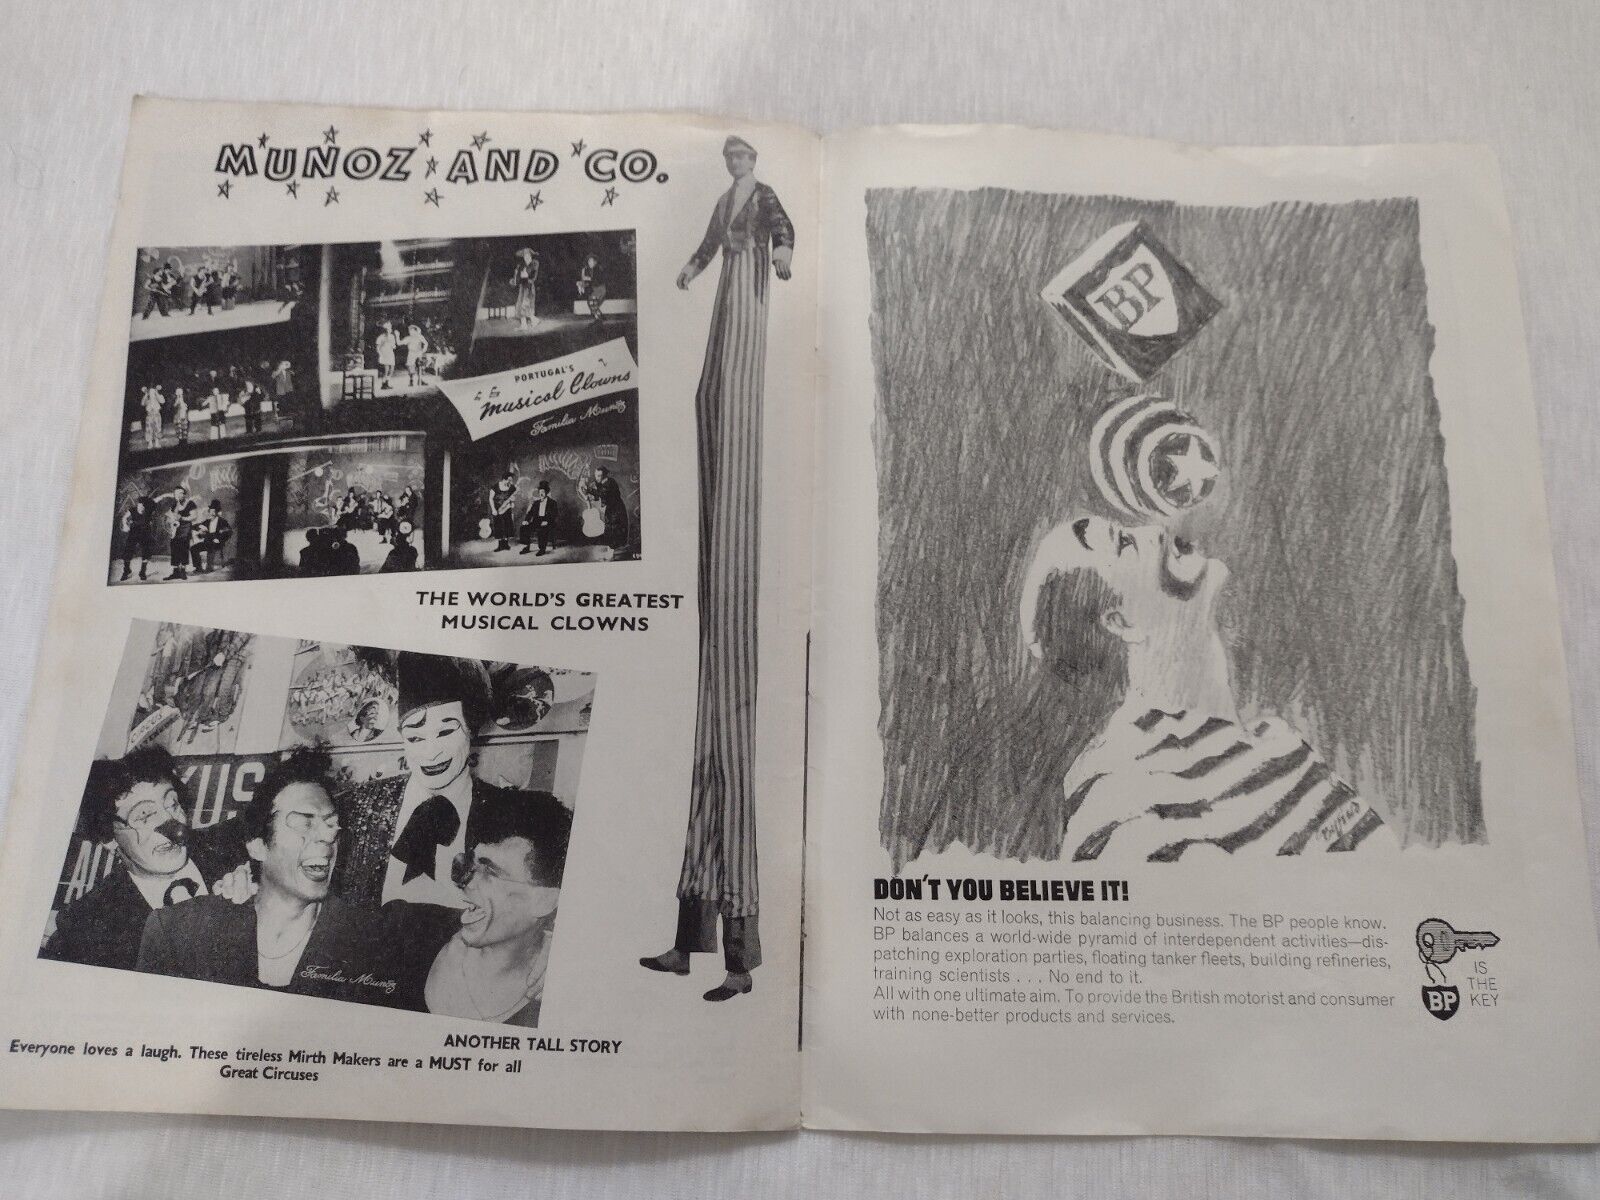 MUNOZ AND CO.
PORTUGAL'S
Musical Clowns
Familia Munõz
THE WORLD'S GREATEST
MUSICAL CLOWNS
KUS
Familia Munõz
ANOTHER TALL STORY
Everyone loves a laugh. These tireless Mirth Makers are a MUST for all
Great Circuses
BP
DON'T YOU BELIEVE IT!
Not as easy as it looks, this balancing business. The BP people know.
BP balances a world-wide pyramid of interdependent activities—dis-
patching exploration parties, floating tanker fleets, building refineries,
training scientists . . . No end to it.
All with one ultimate aim. To provide the British motorist and consumer
with none-better products and services.
BP
IS
THE
KEY